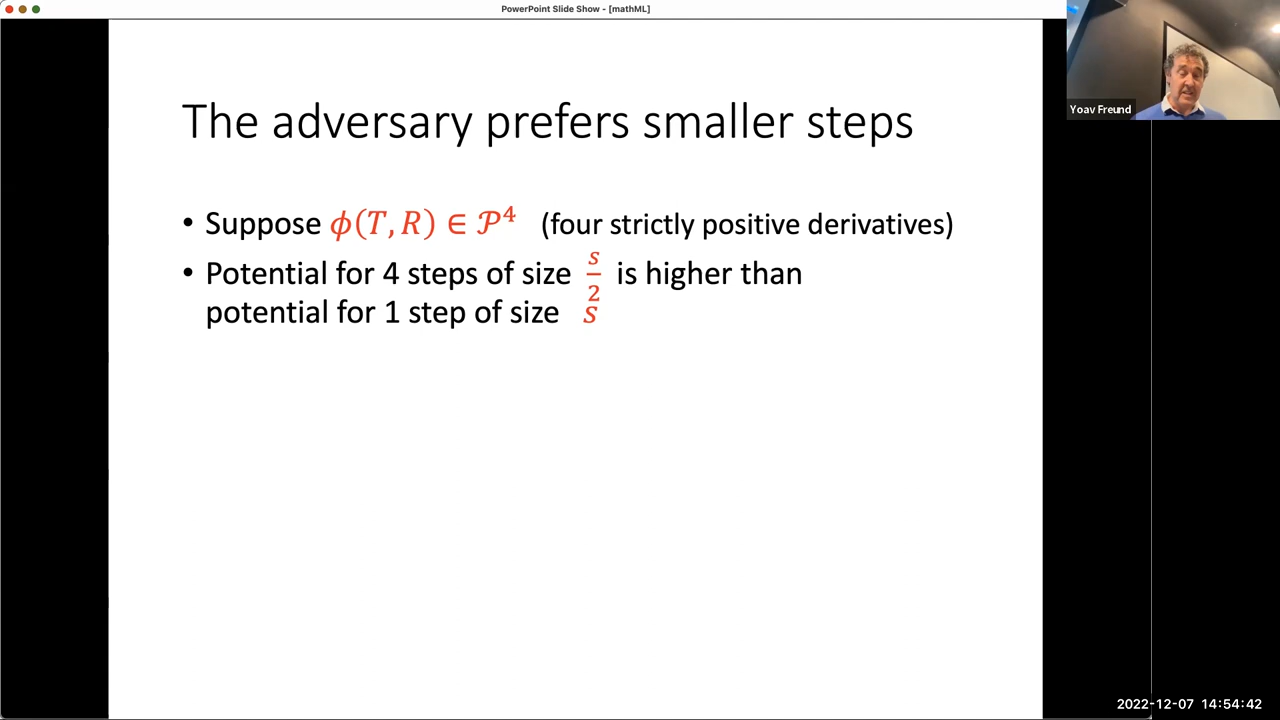 PowerPoint Slide Show - [mathML]
Yoav Freund
The adversary prefers smaller steps
• Suppose ϕ(T, R) ∈ 𝒫⁴ (four strictly positive derivatives)
• Potential for 4 steps of size s/2 is higher than
potential for 1 step of size s
2022-12-07 14:54:42